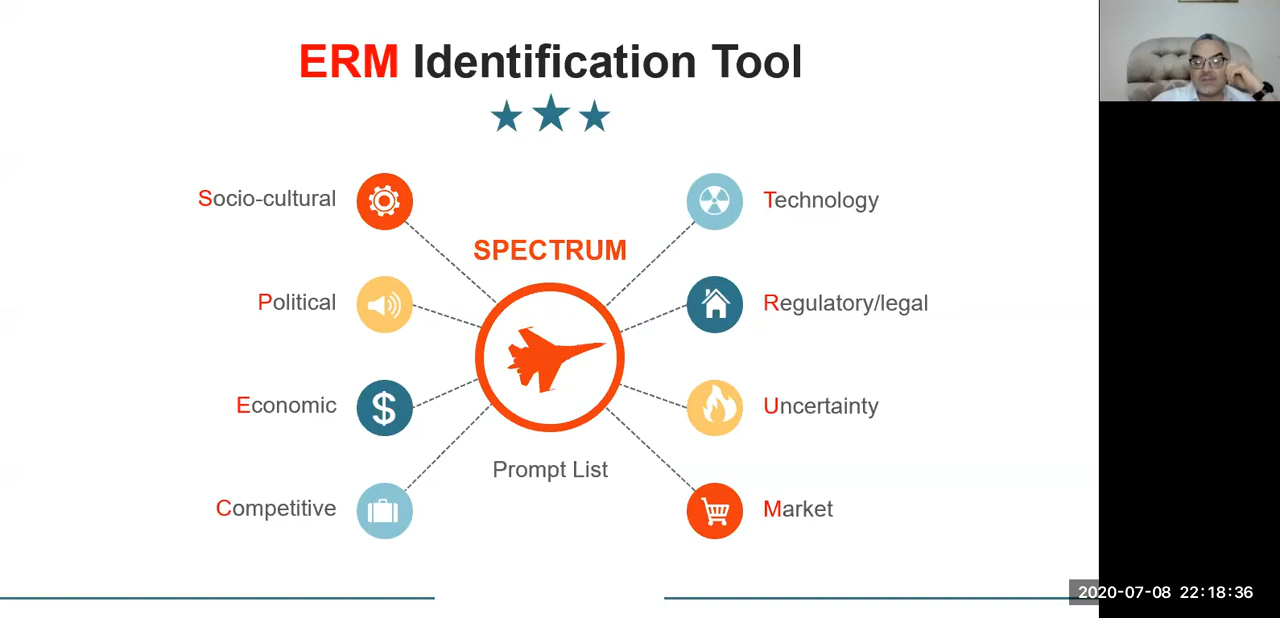 ERM Identification Tool
SPECTRUM
Socio-cultural
Political
Economic
Competitive
Technology
Regulatory/legal
Uncertainty
Market
Prompt List
2020-07-08 22:18:36